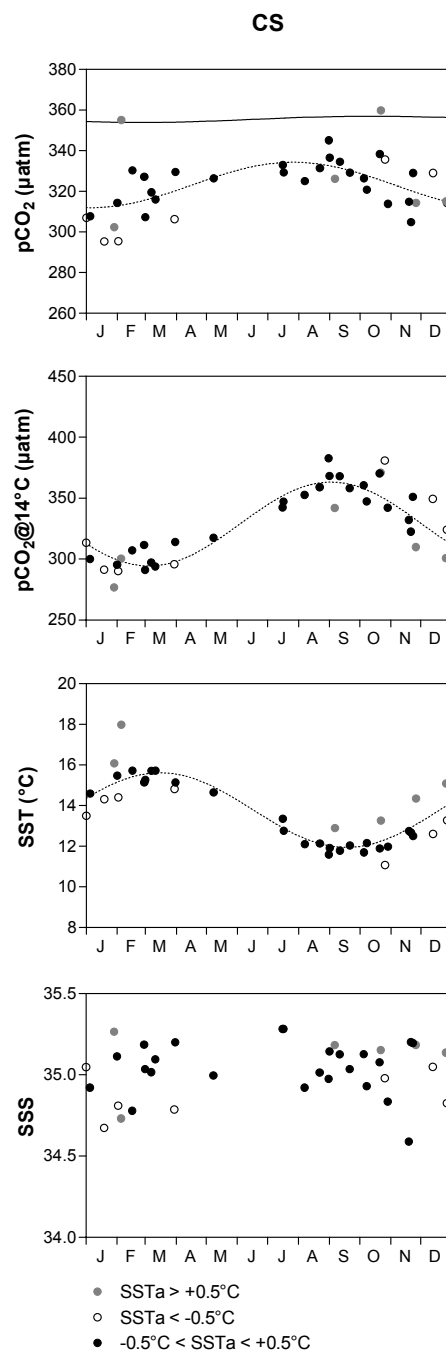 CS
pCO₂ (µatm)
380
360
340
320
300
280
260
J F M A M J J A S O N D
pCO₂@14°C (µatm)
450
400
350
300
250
J F M A M J J A S O N D
SST (°C)
20
18
16
14
12
10
8
J F M A M J J A S O N D
SSS
35.5
35.0
34.5
34.0
J F M A M J J A S O N D
SSTa > +0.5°C
SSTa < -0.5°C
-0.5°C < SSTa < +0.5°C